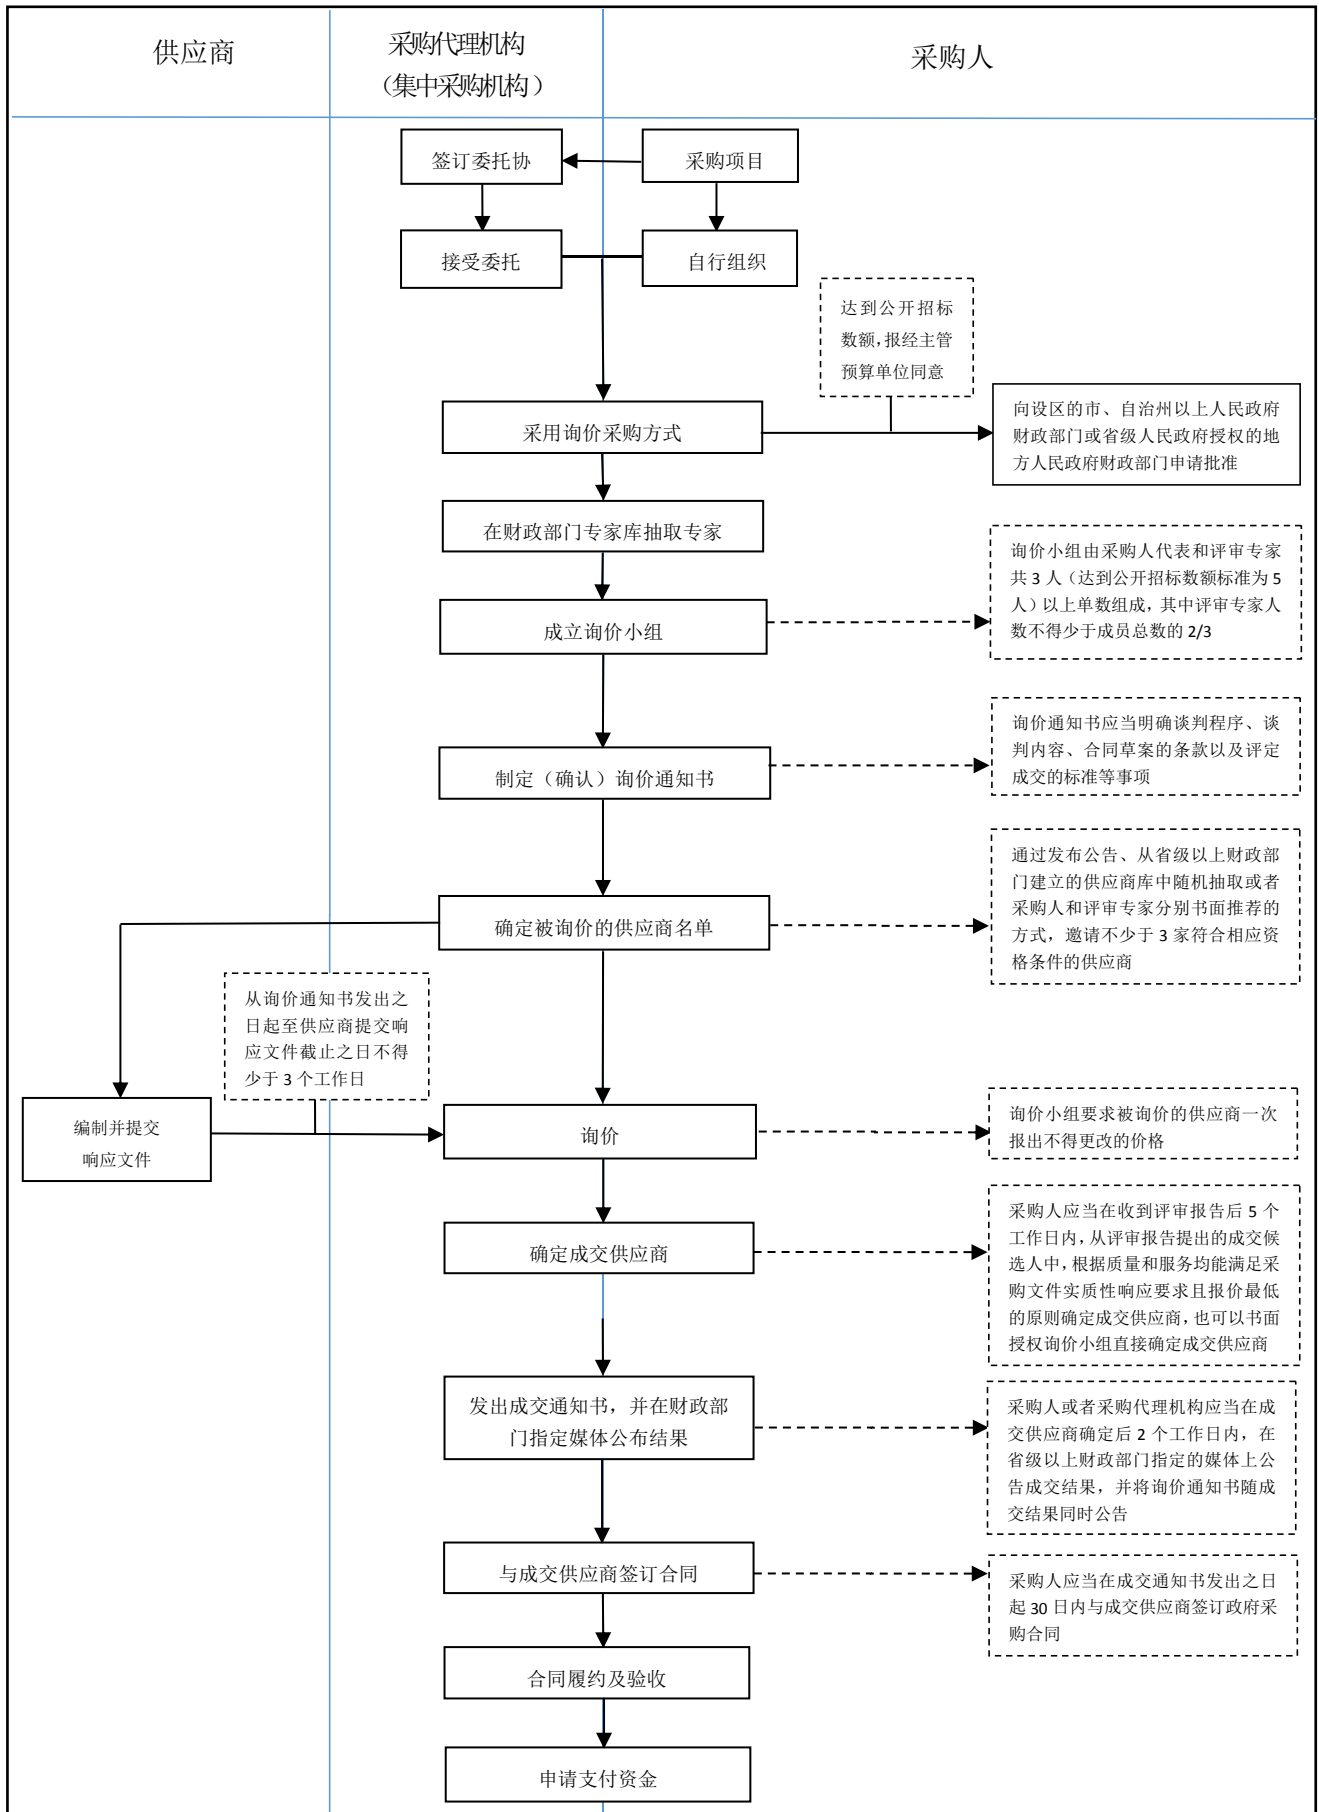 供应商
采购代理机构
（集中采购机构）
采购人
签订委托协
采购项目
接受委托
自行组织
达到公开招标
数额，报经主管
预算单位同意
采用询价采购方式
向设区的市、自治州以上人民政府
财政部门或省级人民政府授权的地
方人民政府财政部门申请批准
在财政部门专家库抽取专家
询价小组由采购人代表和评审专家
共 3 人（达到公开招标数额标准为 5
人）以上单数组成，其中评审专家人
数不得少于成员总数的 2/3
成立询价小组
询价通知书应当明确谈判程序、谈
判内容、合同草案的条款以及评定
成交的标准等事项
制定（确认）询价通知书
通过发布公告、从省级以上财政部
门建立的供应商库中随机抽取或者
采购人和评审专家分别书面推荐的
方式，邀请不少于 3 家符合相应资
格条件的供应商
确定被询价的供应商名单
从询价通知书发出之
日起至供应商提交响
应文件截止之日不得
少于 3 个工作日
编制并提交
响应文件
询价
询价小组要求被询价的供应商一次
报出不得更改的价格
确定成交供应商
采购人应当在收到评审报告后 5 个
工作日内，从评审报告提出的成交候
选人中，根据质量和服务均能满足采
购文件实质性响应要求且报价最低
的原则确定成交供应商，也可以书面
授权询价小组直接确定成交供应商
发出成交通知书，并在财政部
门指定媒体公布结果
采购人或者采购代理机构应当在成
交供应商确定后 2 个工作日内，在
省级以上财政部门指定的媒体上公
告成交结果，并将询价通知书随成
交结果同时公告
与成交供应商签订合同
采购人应当在成交通知书发出之日
起 30 日内与成交供应商签订政府采
购合同
合同履约及验收
申请支付资金